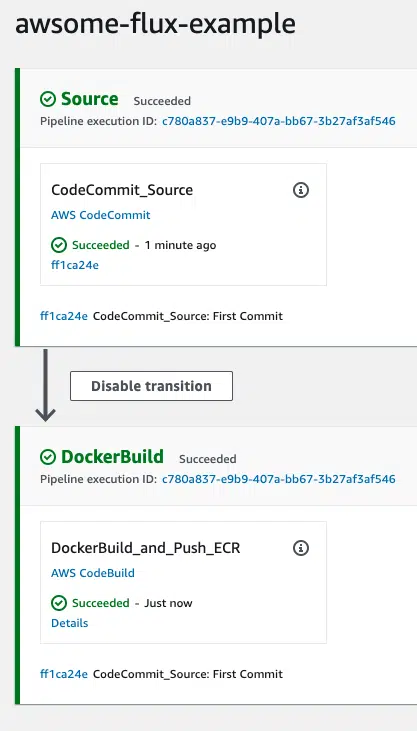 awsome-flux-example
Source Succeeded
Pipeline execution ID: c780a837-e9b9-407a-bb67-3b27af3af546
CodeCommit_Source
AWS CodeCommit
Succeeded - 1 minute ago
ff1ca24e
ff1ca24e CodeCommit_Source: First Commit
Disable transition
DockerBuild Succeeded
Pipeline execution ID: c780a837-e9b9-407a-bb67-3b27af3af546
DockerBuild_and_Push_ECR
AWS CodeBuild
Succeeded - Just now
Details
ff1ca24e CodeCommit_Source: First Commit